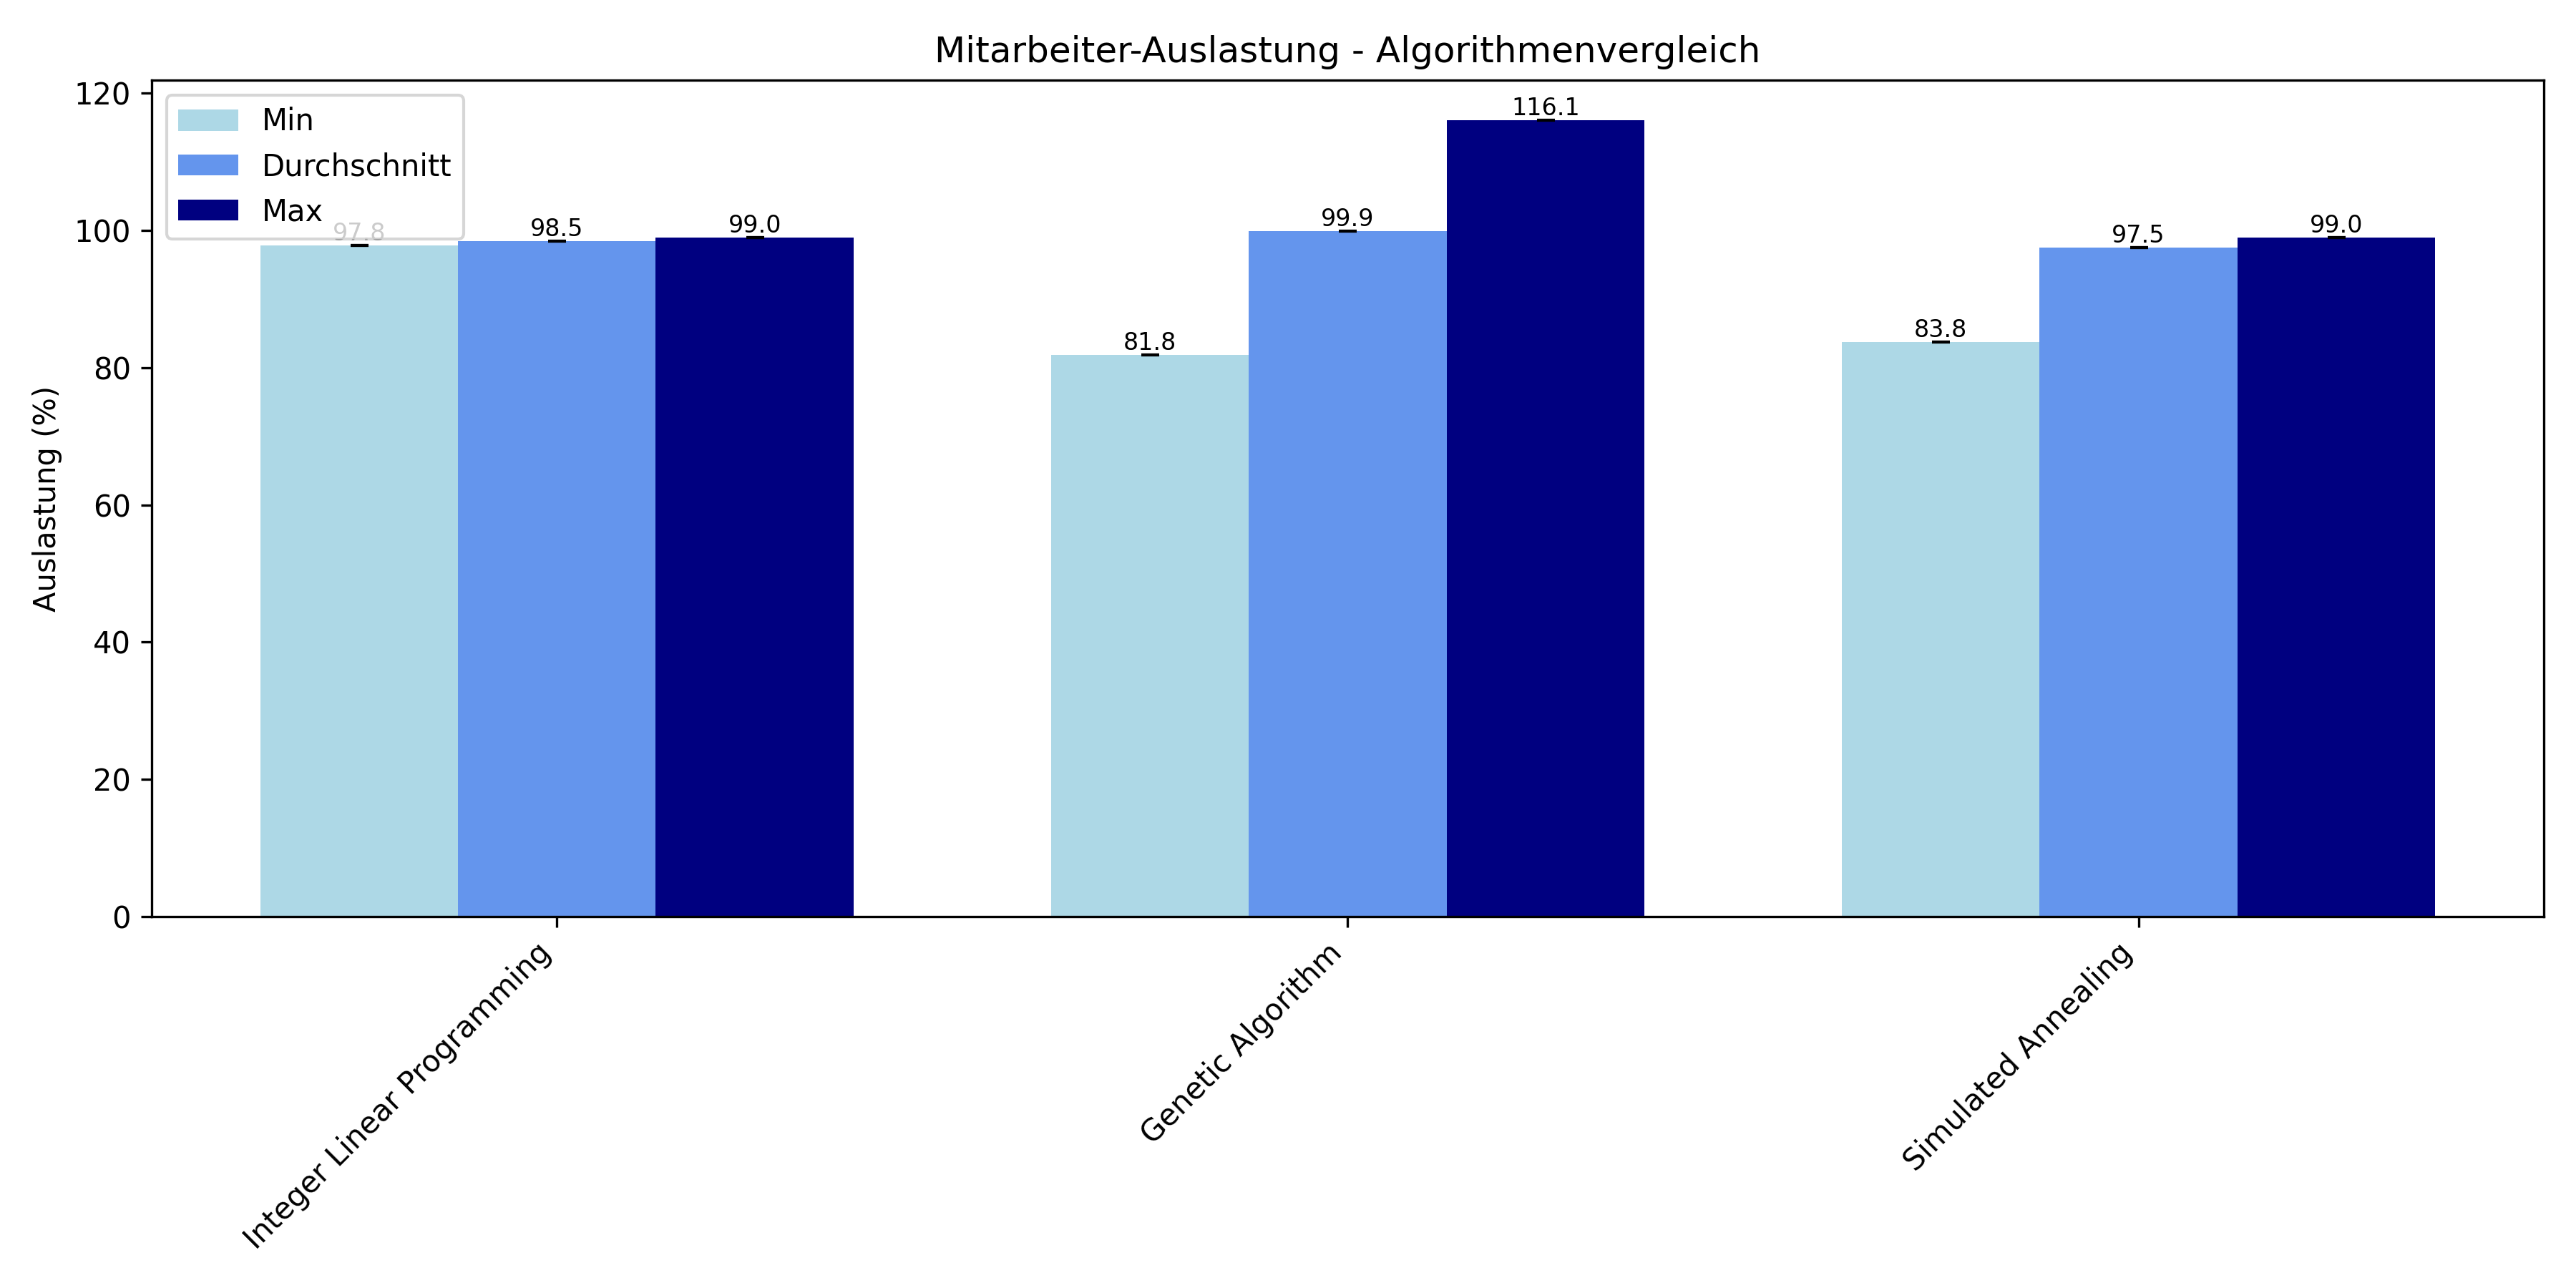 Mitarbeiter-Auslastung - Algorithmenvergleich
Auslastung (%)
120
100
80
60
40
20
0
Min
Durchschnitt
Max
97.8
98.5
99.0
81.8
99.9
116.1
83.8
97.5
99.0
Integer Linear Programming
Genetic Algorithm
Simulated Annealing